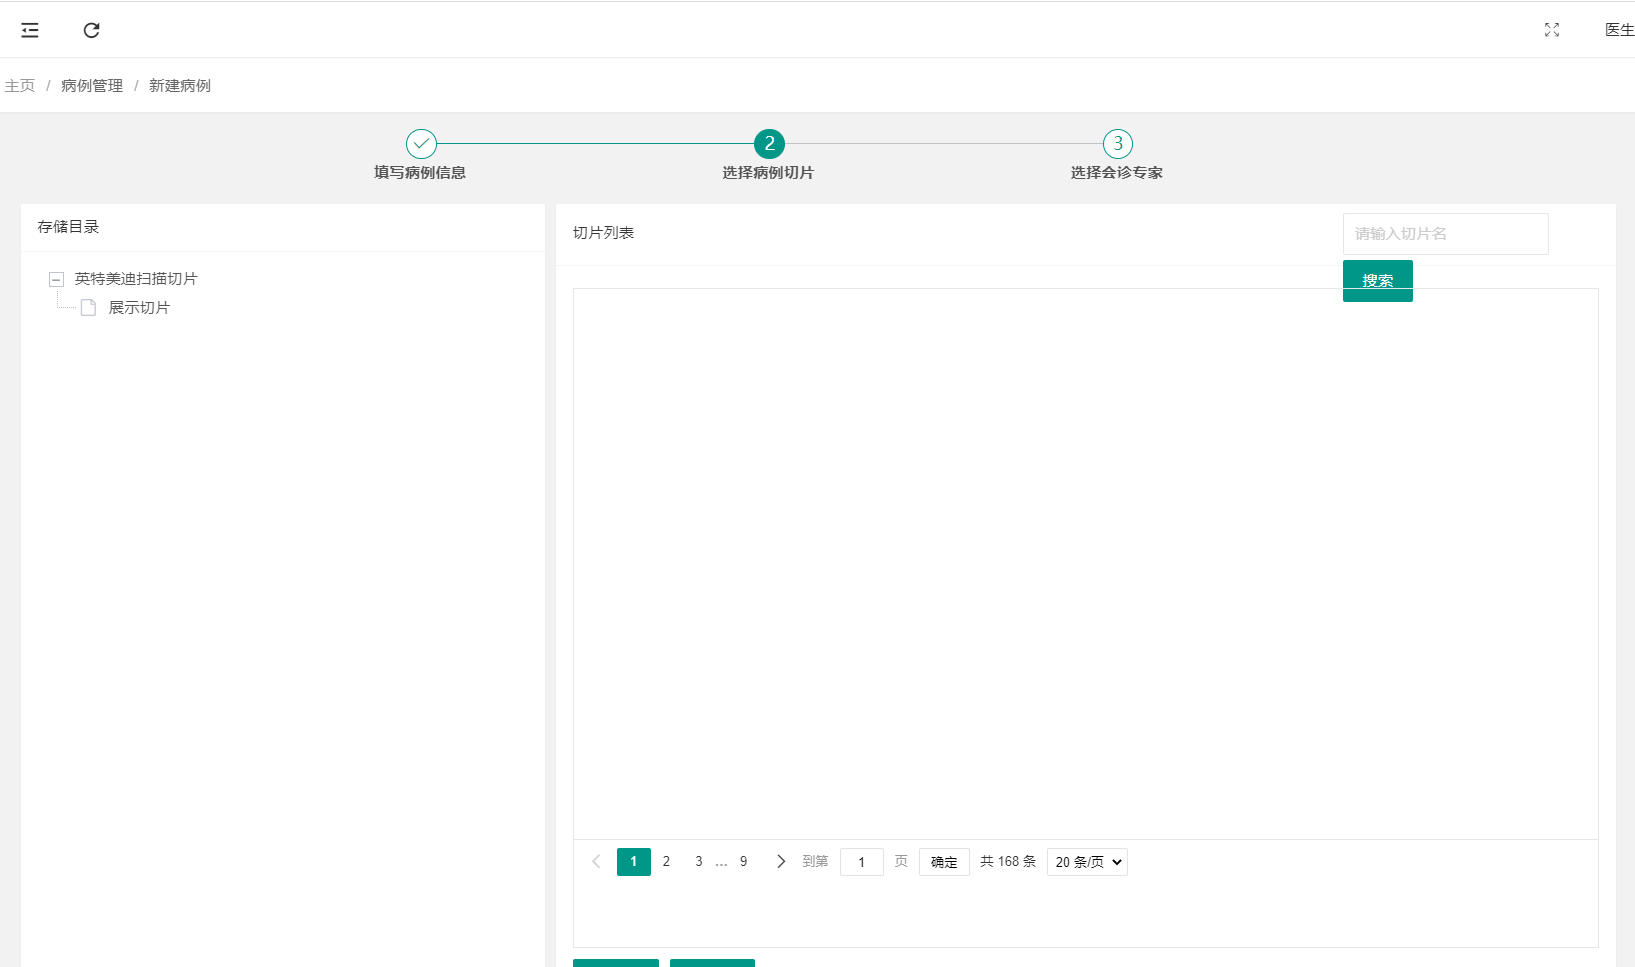 医生
主页 / 病例管理 / 新建病例
2
3
填写病例信息
选择病例切片
选择会诊专家
存储目录
英特美迪扫描切片
展示切片
切片列表
请输入切片名
搜索
1 2 3 … 9 到第 1 页 确定 共 168 条 20 条/页